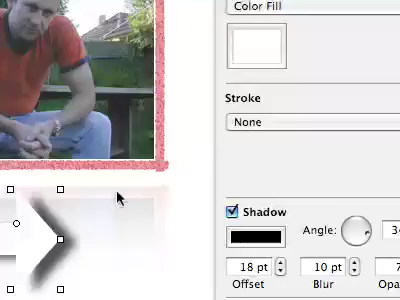 Color Fill
Stroke
None
Shadow
Angle:
18 pt
10 pt
Offset
Blur